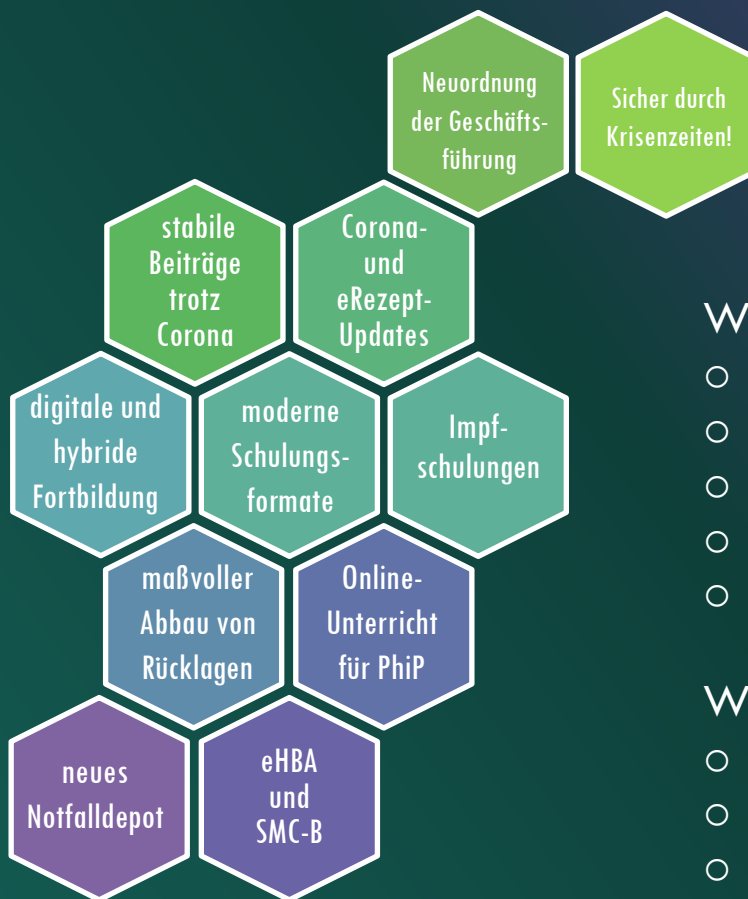 Neuordnung
der Geschäfts-
führung
Sicher durch
Krisenzeiten!
stabile
Beiträge
trotz
Corona
Corona-
und
eRezept-
Updates
digitale und
hybride
Fortbildung
moderne
Schulungs-
formate
Impf-
schulungen
maßvoller
Abbau von
Rücklagen
Online-
Unterricht
für PhiP
neues
Notfalldepot
eHBA
und
SMC-B
W
W